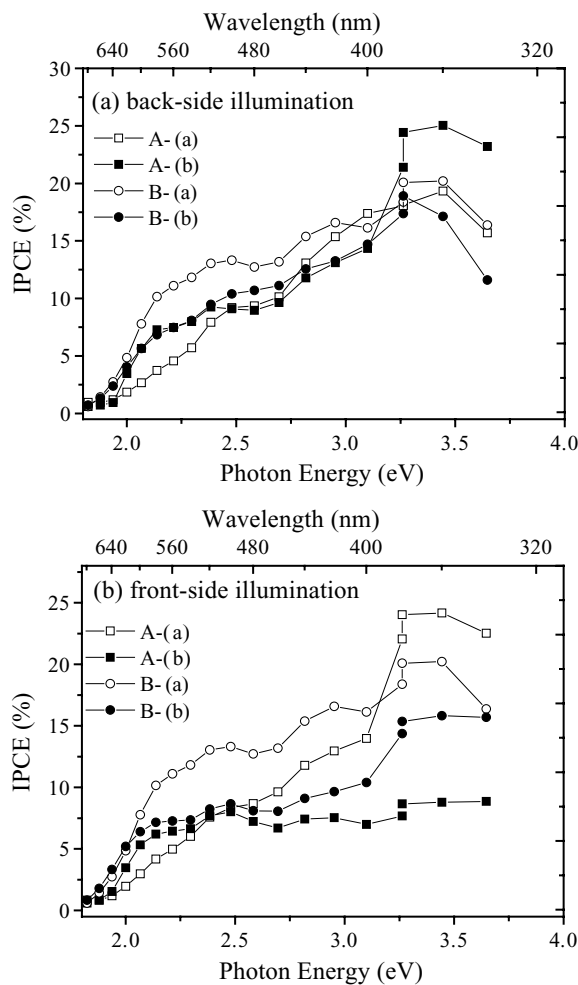 Wavelength (nm)
640 560 480 400 320
30
(a) back-side illumination
25
A- (a)
A- (b)
20
B- (a)
B- (b)
15
10
5
0
IPCE (%)
2.0 2.5 3.0 3.5 4.0
Photon Energy (eV)
Wavelength (nm)
640 560 480 400 320
(b) front-side illumination
25
A-(a)
A-(b)
20
B- (a)
B- (b)
15
10
5
0
IPCE (%)
2.0 2.5 3.0 3.5 4.0
Photon Energy (eV)